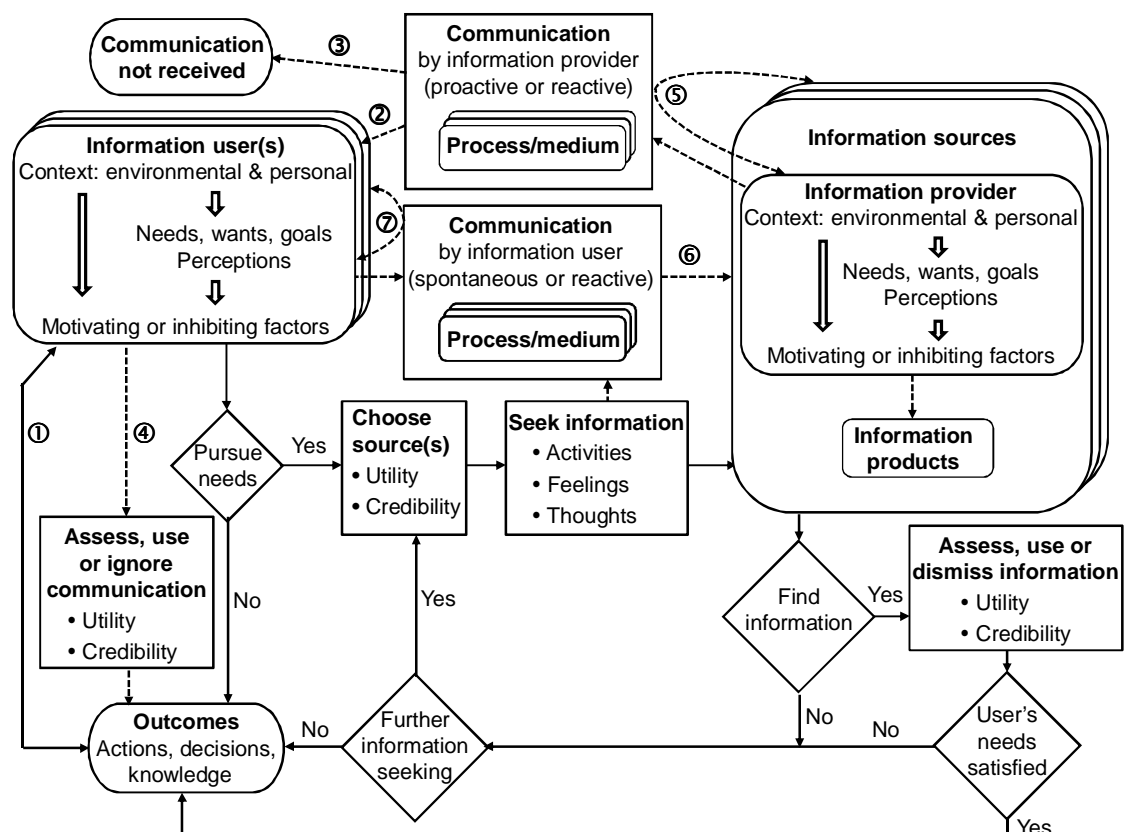 Communication
not received
③
Communication
by information provider
(proactive or reactive)
Process/medium
②
⑤
Information user(s)
Context: environmental & personal
Needs, wants, goals
Perceptions
Motivating or inhibiting factors
⑦
Communication
by information user
(spontaneous or reactive)
Process/medium
⑥
Information sources
Information provider
Context: environmental & personal
Needs, wants, goals
Perceptions
Motivating or inhibiting factors
Information
products
①
④
Pursue
needs
Yes
No
Choose
source(s)
• Utility
• Credibility
Seek information
• Activities
• Feelings
• Thoughts
Assess, use
or ignore
communication
• Utility
• Credibility
Yes
Find
information
Yes
No
Assess, use or
dismiss information
• Utility
• Credibility
Outcomes
Actions, decisions,
knowledge
No
Further
information
seeking
No
User’s
needs
satisfied
Yes